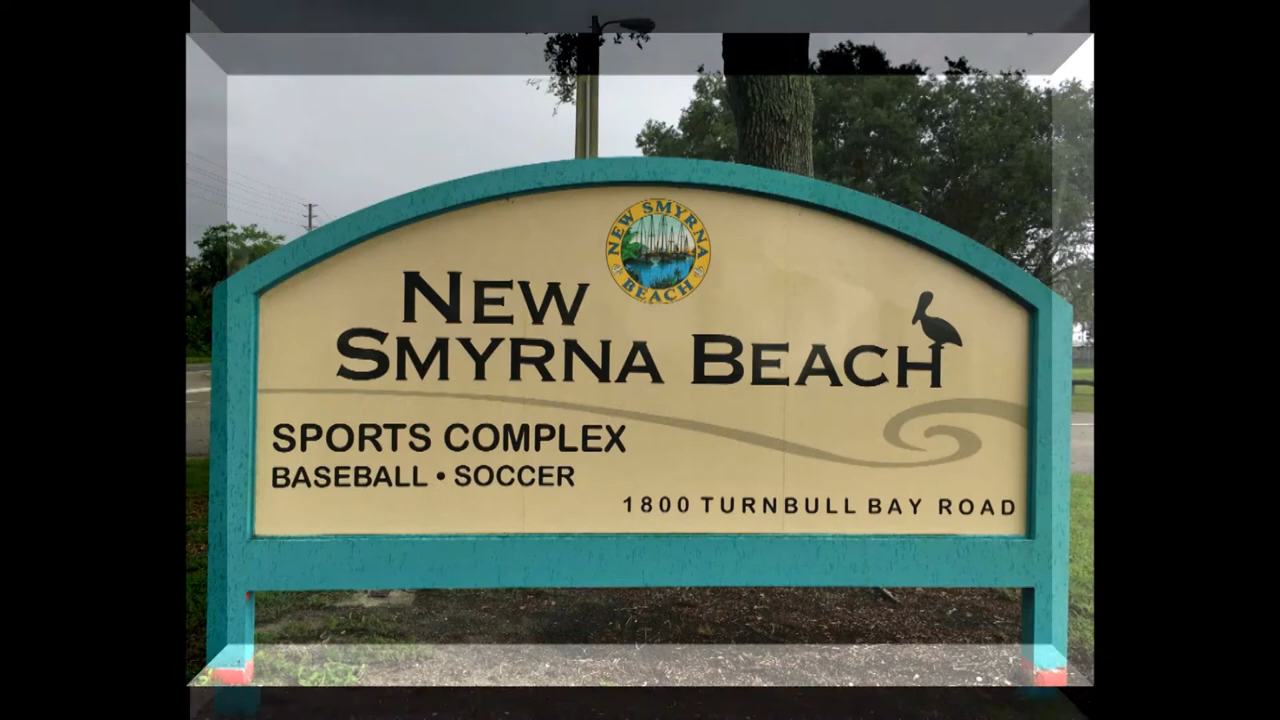 NEW SMYRNA
BEACH
NEW
SMYRNA BEACH
SPORTS COMPLEX
BASEBALL • SOCCER
1800 TURNBULL BAY ROAD